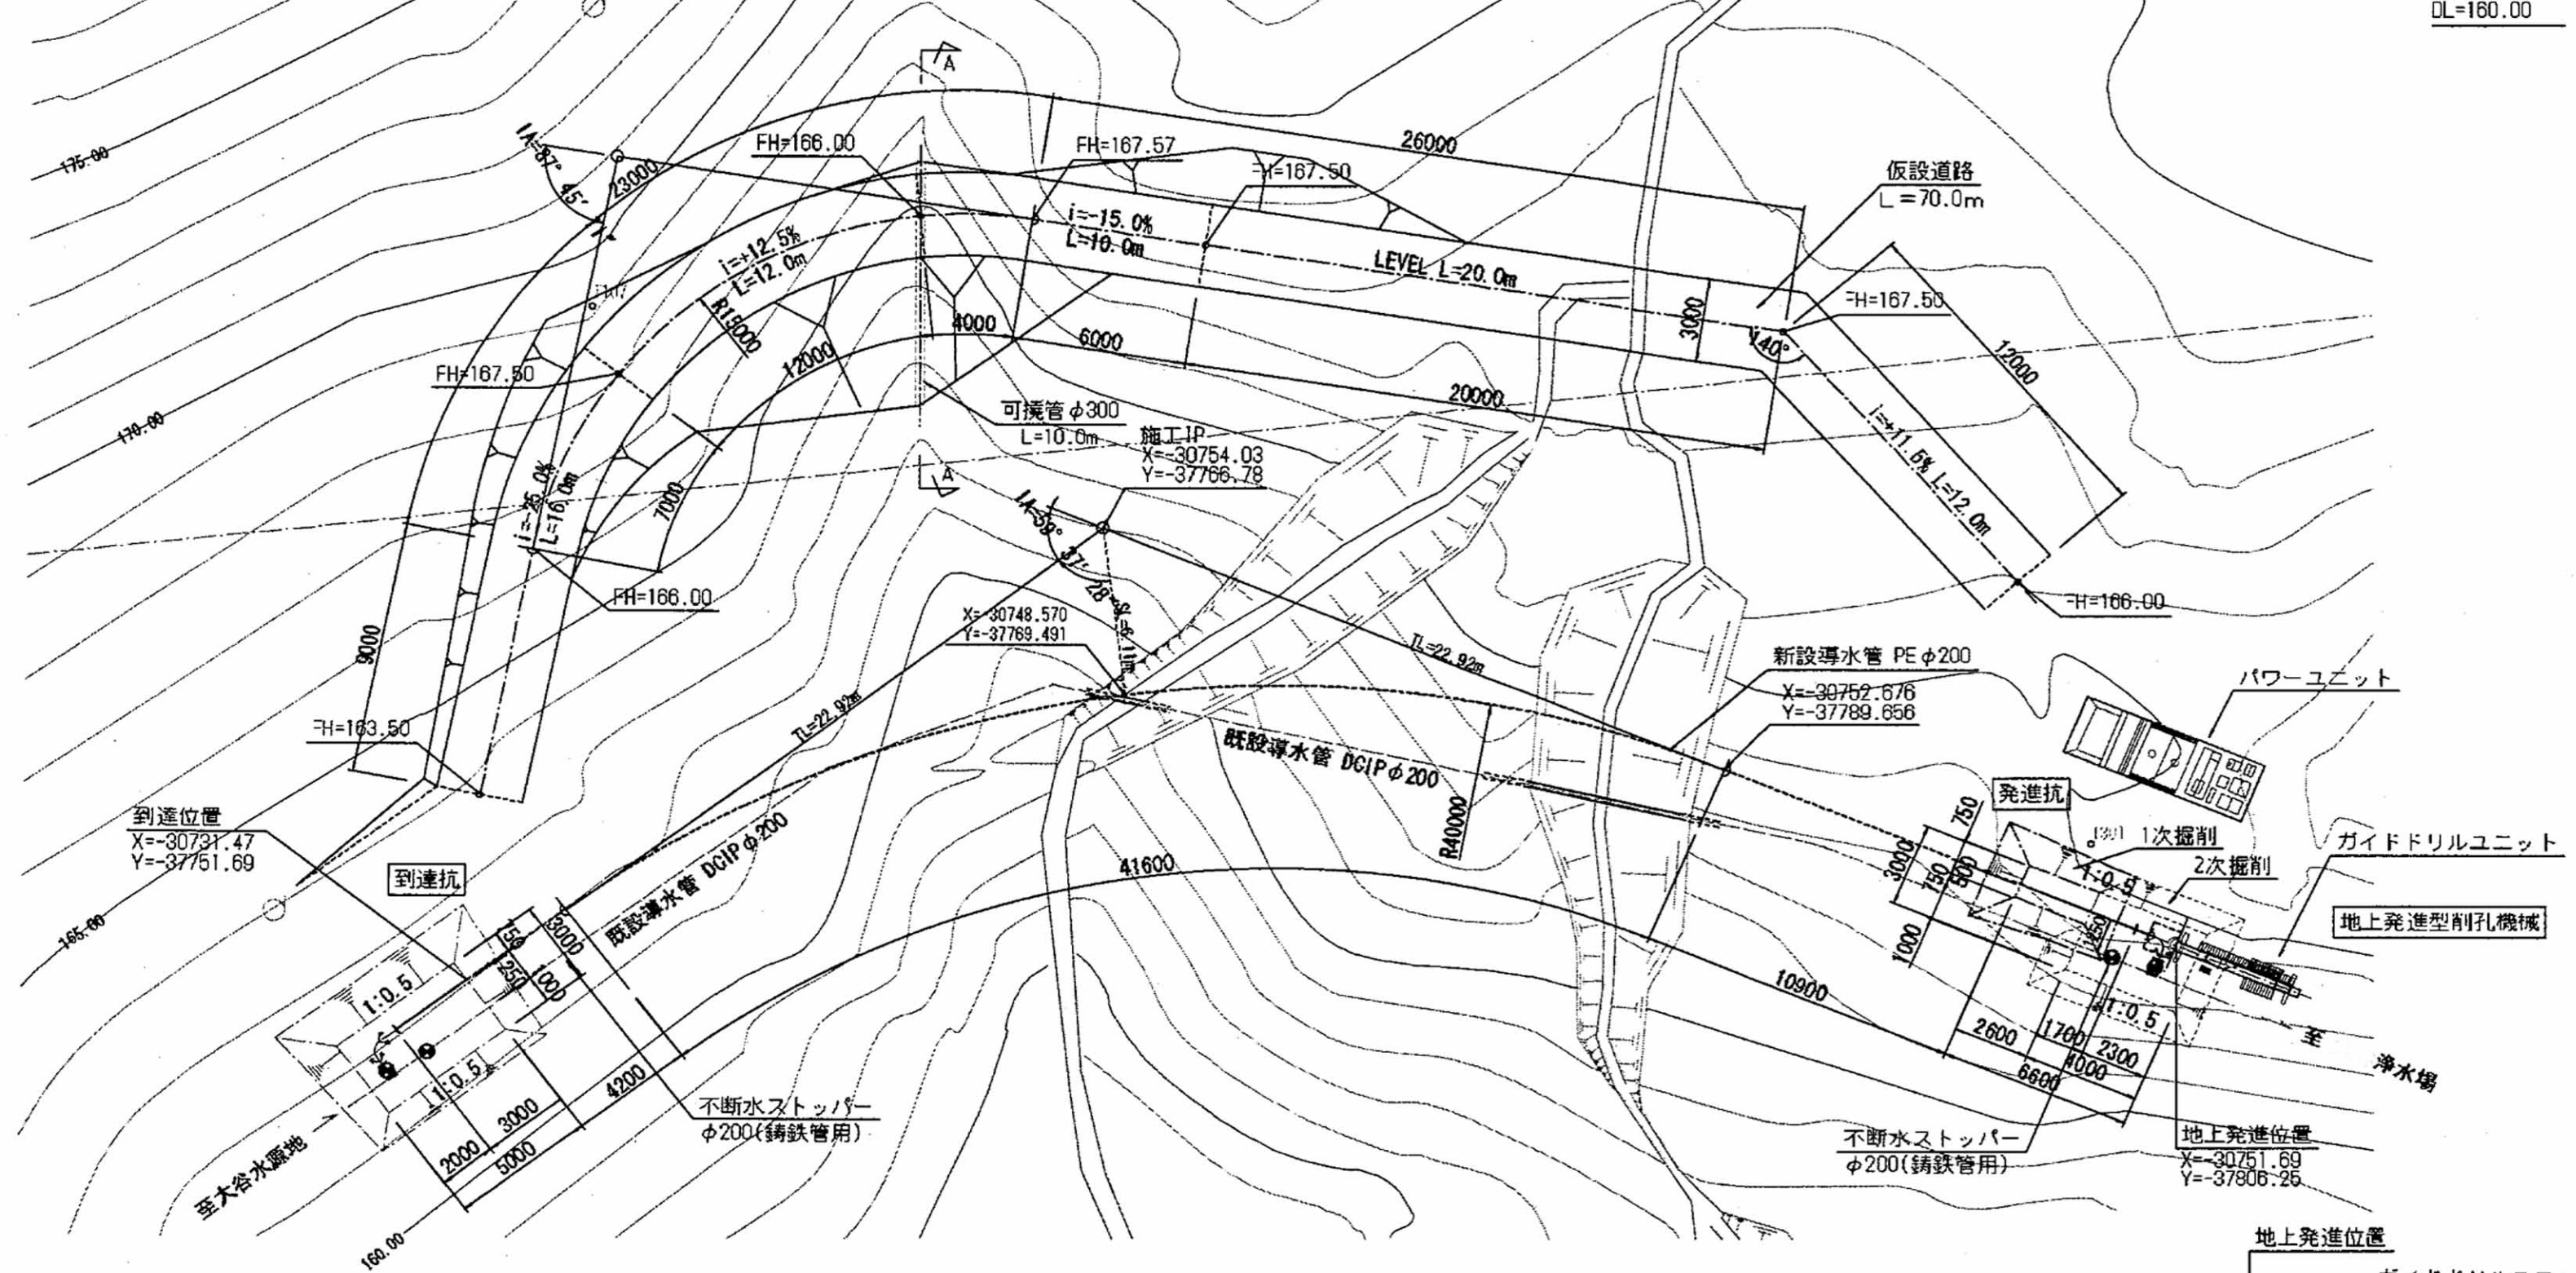 DL=160.00
A
175.00
IA=87° 45′
23000
FH=166.00
FH=167.57
FH=167.50
26000
仮設道路
L=70.0m
i=+12.5%
L=12.0m
i=-15.0%
L=10.0m
LEVEL L=20.0m
R15000
12000
4000
6000
3000
FH=167.50
140°
12000
FH=167.50
20000
170.00
可撓管φ300
L=10.0m
施工IP
X=-30754.03
Y=-37766.78
i=+11.5% L=12.0m
A
L=16.0m
7000
FH=166.00
FH=166.00
X=-30748.570
Y=-37769.491
SL=6.11m
9000
TL=22.92m
TL=22.92m
新設導水管 PEφ200
X=-30752.676
Y=-37789.656
パワーユニット
FH=163.50
既設導水管 DCIPφ200
R40000
発進抗
750
到達位置
X=-30731.47
Y=-37751.69
到達抗
既設導水管 DCIPφ200
41600
3000
750
500
1次掘削
1:0.5
2次掘削
ガイドドリルユニット
地上発進型削孔機械
165.00
750
3000
250
1000
1000
250
10900
1:0.5
1:0.5
1:0.5
2600
1700
2300
4000
6600
至 浄水場
3000
4200
2000
5000
不断水ストッパー
φ200(鋳鉄管用)
至大谷水源地
不断水ストッパー
φ200(鋳鉄管用)
地上発進位置
X=-30751.69
Y=-37806.25
160.00
地上発進位置